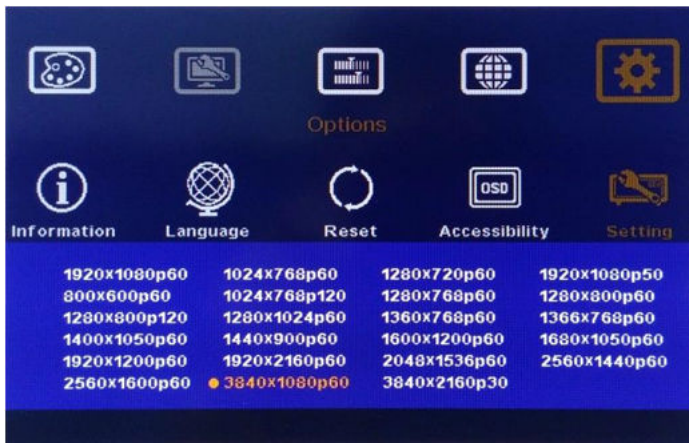 Options
OSD
Information Language Reset Accessibility Setting
1920X1080p60 1024X768p60 1280X720p60 1920X1080p50
800X600p60 1024X768p120 1280X768p60 1280X800p60
1280X800p120 1280X1024p60 1360X768p60 1366X768p60
1400X1050p60 1440X900p60 1600X1200p60 1680X1050p60
1920X1200p60 1920X2160p60 2048X1536p60 2560X1440p60
2560X1600p60 3840X1080p60 3840X2160p30